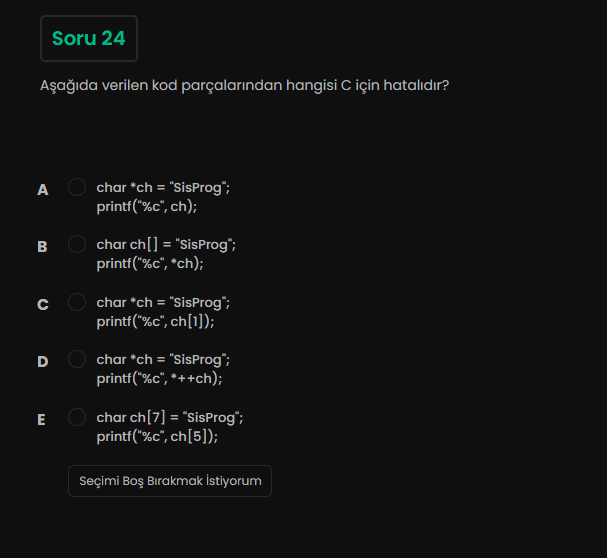 Soru 24
Aşağıda verilen kod parçalarından hangisi C için hatalıdır?
A
char *ch = "SisProg";
printf("%c", ch);
B
char ch[] = "SisProg";
printf("%c", *ch);
C
char *ch = "SisProg";
printf("%c", ch[1]);
D
char *ch = "SisProg";
printf("%c", *++ch);
E
char ch[7] = "SisProg";
printf("%c", ch[5]);
Seçimi Boş Bırakmak İstiyorum